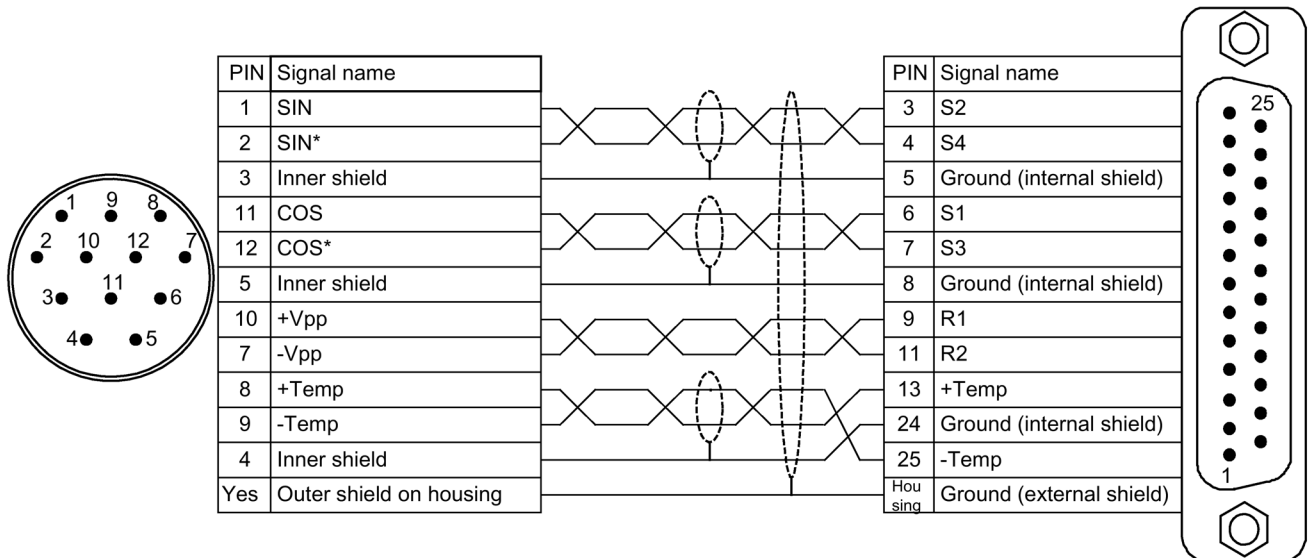 1 9 8
2 10 12 7
11
3 6
4 5
PIN Signal name
1 SIN
2 SIN*
3 Inner shield
11 COS
12 COS*
5 Inner shield
10 +Vpp
7 -Vpp
8 +Temp
9 -Temp
4 Inner shield
Yes Outer shield on housing
PIN Signal name
3 S2
4 S4
5 Ground (internal shield)
6 S1
7 S3
8 Ground (internal shield)
9 R1
11 R2
13 +Temp
24 Ground (internal shield)
25 -Temp
Hou
sing Ground (external shield)
25
1